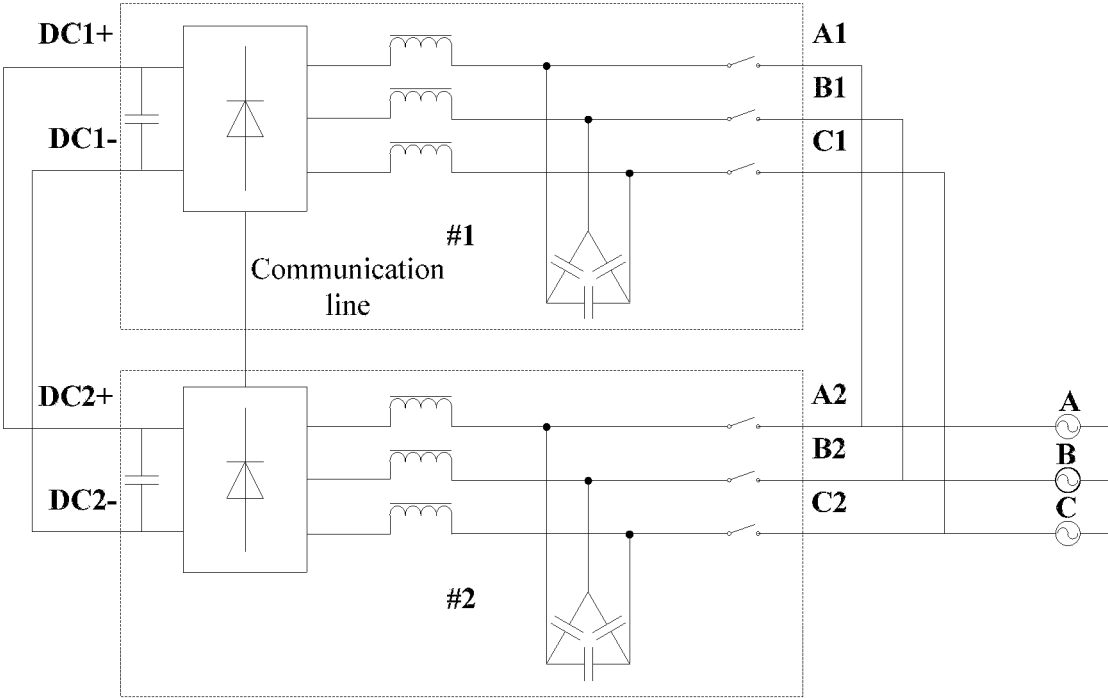 DC1+
A1
B1
DC1-
C1
#1
Communication
line
DC2+
A2
A
B2
B
DC2-
C2
C
#2